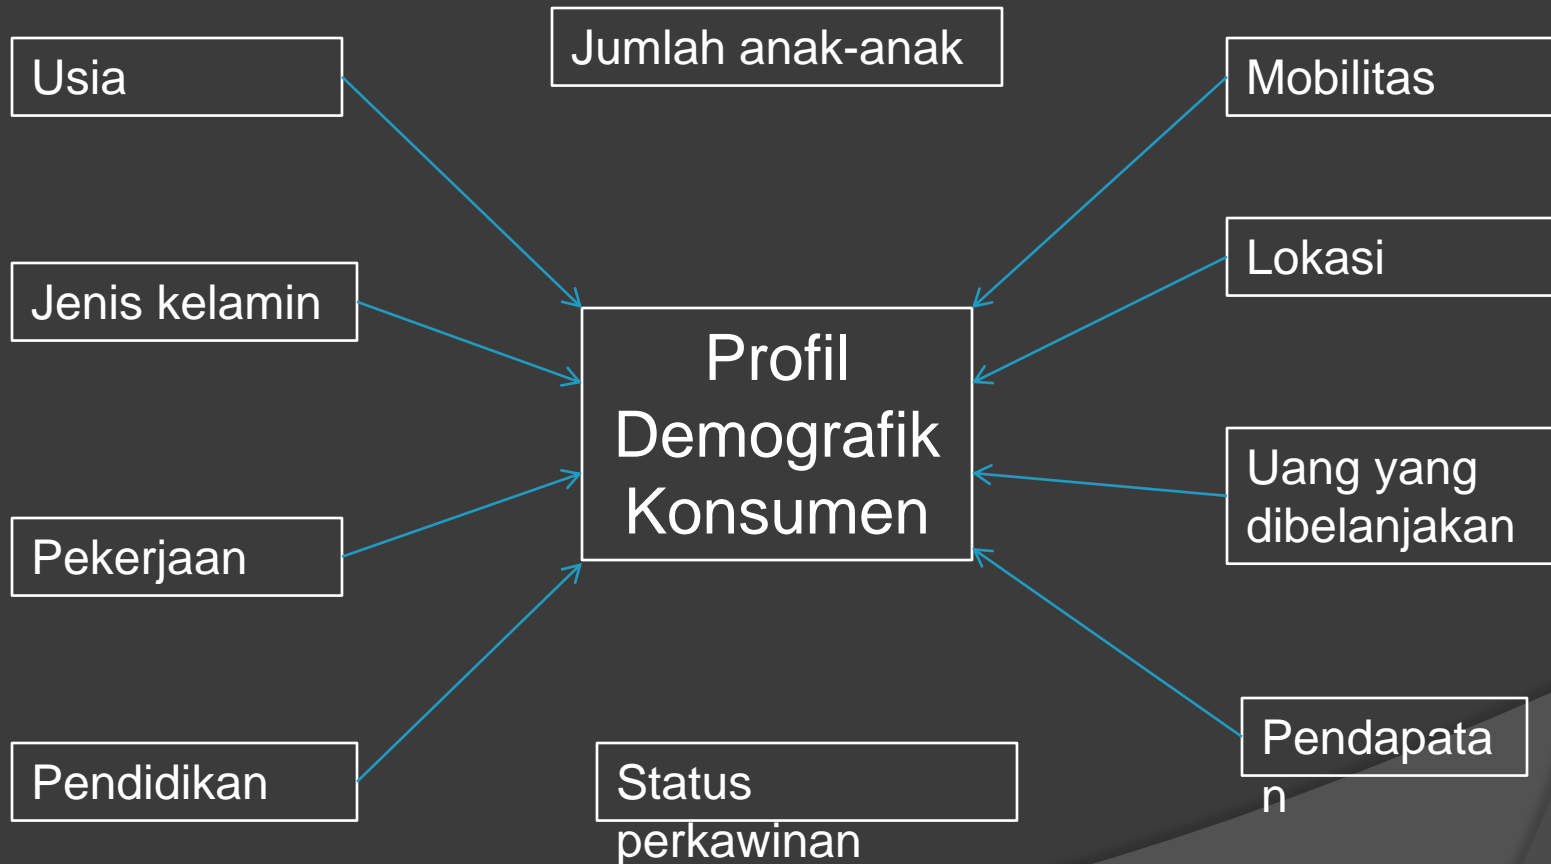 Jumlah anak-anak
Usia
Mobilitas
Lokasi
Jenis kelamin
Profil
Demografik
Konsumen
Uang yang
dibelanjakan
Pekerjaan
Pendapata
n
Pendidikan
Status
perkawinan